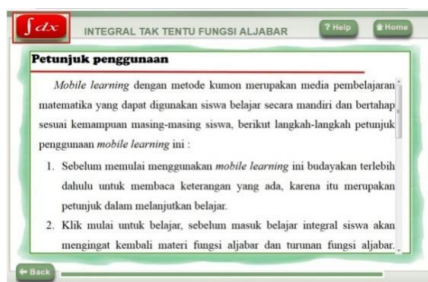 ∫dx
INTEGRAL TAK TENTU FUNGSI ALJABAR
? Help
Home
Petunjuk penggunaan
Mobile learning dengan metode kumon merupakan media pembelajaran
matematika yang dapat digunakan siswa belajar secara mandiri dan bertahap
sesuai kemampuan masing-masing siswa, berikut langkah-langkah petunjuk
penggunaan mobile learning ini :
1. Sebelum memulai menggunakan mobile learning ini budayakan terlebih
dahulu untuk membaca keterangan yang ada, karena itu merupakan
petunjuk dalam melanjutkan belajar.
2. Klik mulai untuk belajar, sebelum masuk belajar integral siswa akan
mengingat kembali materi fungsi aljabar dan turunan fungsi aljabar.
Back